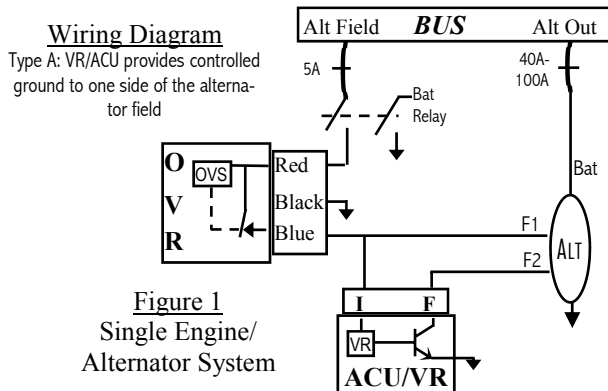 Wiring Diagram
Type A: VR/ACU provides controlled
ground to one side of the alterna-
tor field
Alt Field BUS Alt Out
5A
40A-
100A
Bat
Relay
Bat
O
V
R
OVS
Red
Black
Blue
F1
F2
ALT
Figure 1
Single Engine/
Alternator System
I F
VR
ACU/VR